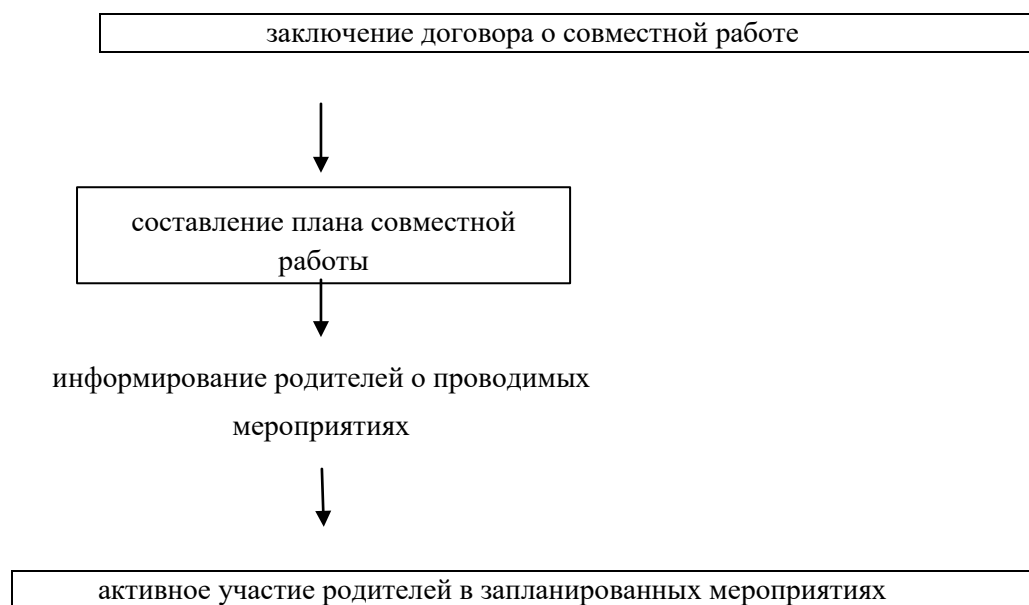 заключение договора о совместной работе
составление плана совместной
работы
информирование родителей о проводимых
мероприятиях
активное участие родителей в запланированных мероприятиях